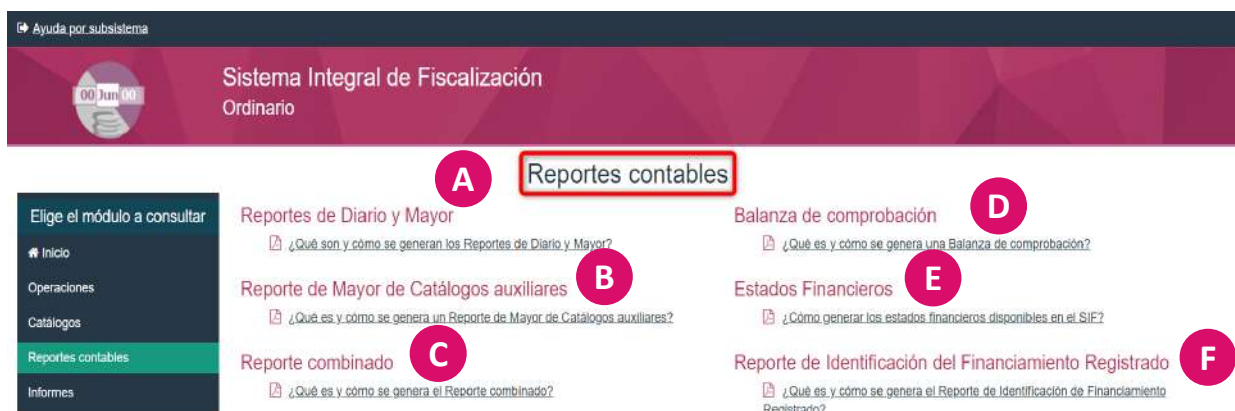 Ayuda por subsistema
00 Jun 00
Sistema Integral de Fiscalización
Ordinario
Reportes contables
Elige el módulo a consultar
Inicio
Operaciones
Catálogos
Reportes contables
Informes
A
Reportes de Diario y Mayor
¿Qué son y cómo se generan los Reportes de Diario y Mayor?
B
Reporte de Mayor de Catálogos auxiliares
¿Qué es y cómo se genera un Reporte de Mayor de Catálogos auxiliares?
C
Reporte combinado
¿Qué es y cómo se genera el Reporte combinado?
D
Balanza de comprobación
¿Qué es y cómo se genera una Balanza de comprobación?
E
Estados Financieros
¿Cómo generar los estados financieros disponibles en el SIF?
F
Reporte de Identificación del Financiamiento Registrado
¿Qué es y cómo se genera el Reporte de Identificación de Financiamiento
Registrado?